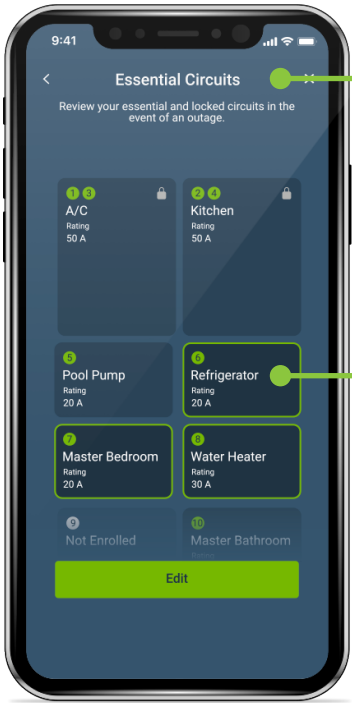 9:41
Essential Circuits
Review your essential and locked circuits in the
event of an outage.
1 3
A/C
Rating
50 A
2 4
Kitchen
Rating
50 A
5
Pool Pump
Rating
20 A
6
Refrigerator
Rating
20 A
7
Master Bedroom
Rating
20 A
8
Water Heater
Rating
30 A
9
Not Enrolled
10
Master Bathroom
Rating
Edit